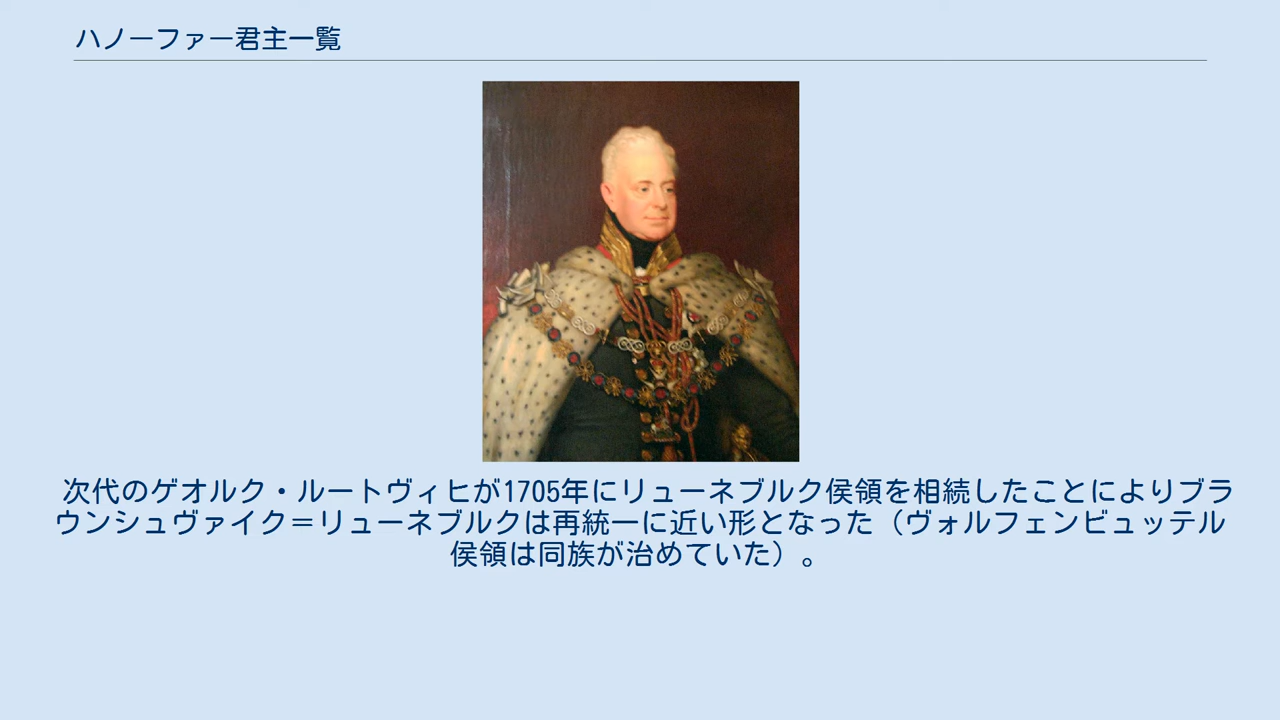 ハノーファー君主一覧
次代のゲオルク・ルートヴィヒが1705年にリューネブルク侯領を相続したことによりブラ
ウンシュヴァイク＝リューネブルクは再統一に近い形となった（ヴォルフェンビュッテル
侯領は同族が治めていた）。